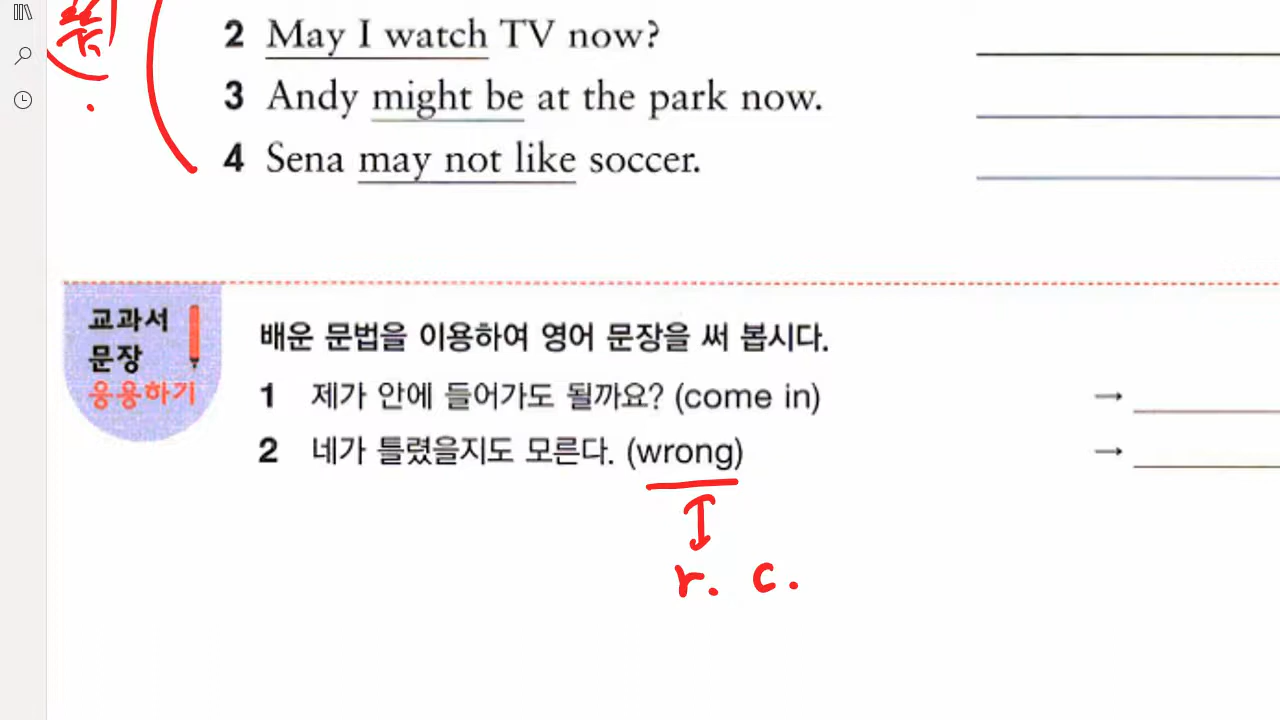 2 May I watch TV now?
3 Andy might be at the park now.
4 Sena may not like soccer.
교과서
문장
응용하기
배운 문법을 이용하여 영어 문장을 써 봅시다.
1 제가 안에 들어가도 될까요? (come in) →
2 네가 틀렸을지도 모른다. (wrong) →
r. c.